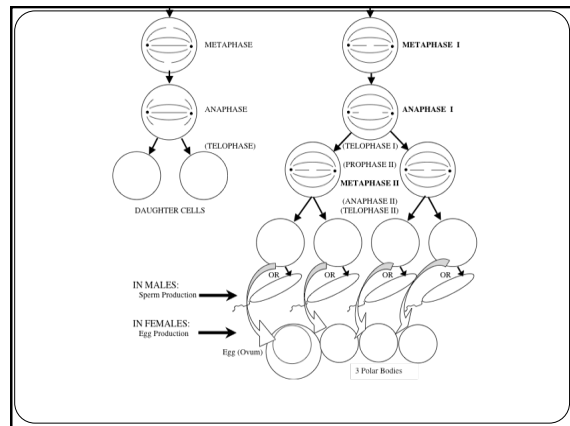 METAPHASE
METAPHASE I
ANAPHASE
ANAPHASE I
(TELOPHASE)
(TELOPHASE I)
(PROPHASE II)
METAPHASE II
DAUGHTER CELLS
(ANAPHASE II)
(TELOPHASE II)
OR
OR
OR
OR
IN MALES:
Sperm Production
IN FEMALES:
Egg Production
Egg (Ovum)
3 Polar Bodies